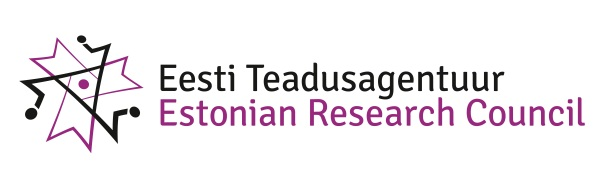 Eesti Teadusagentuur
Estonian Research Council